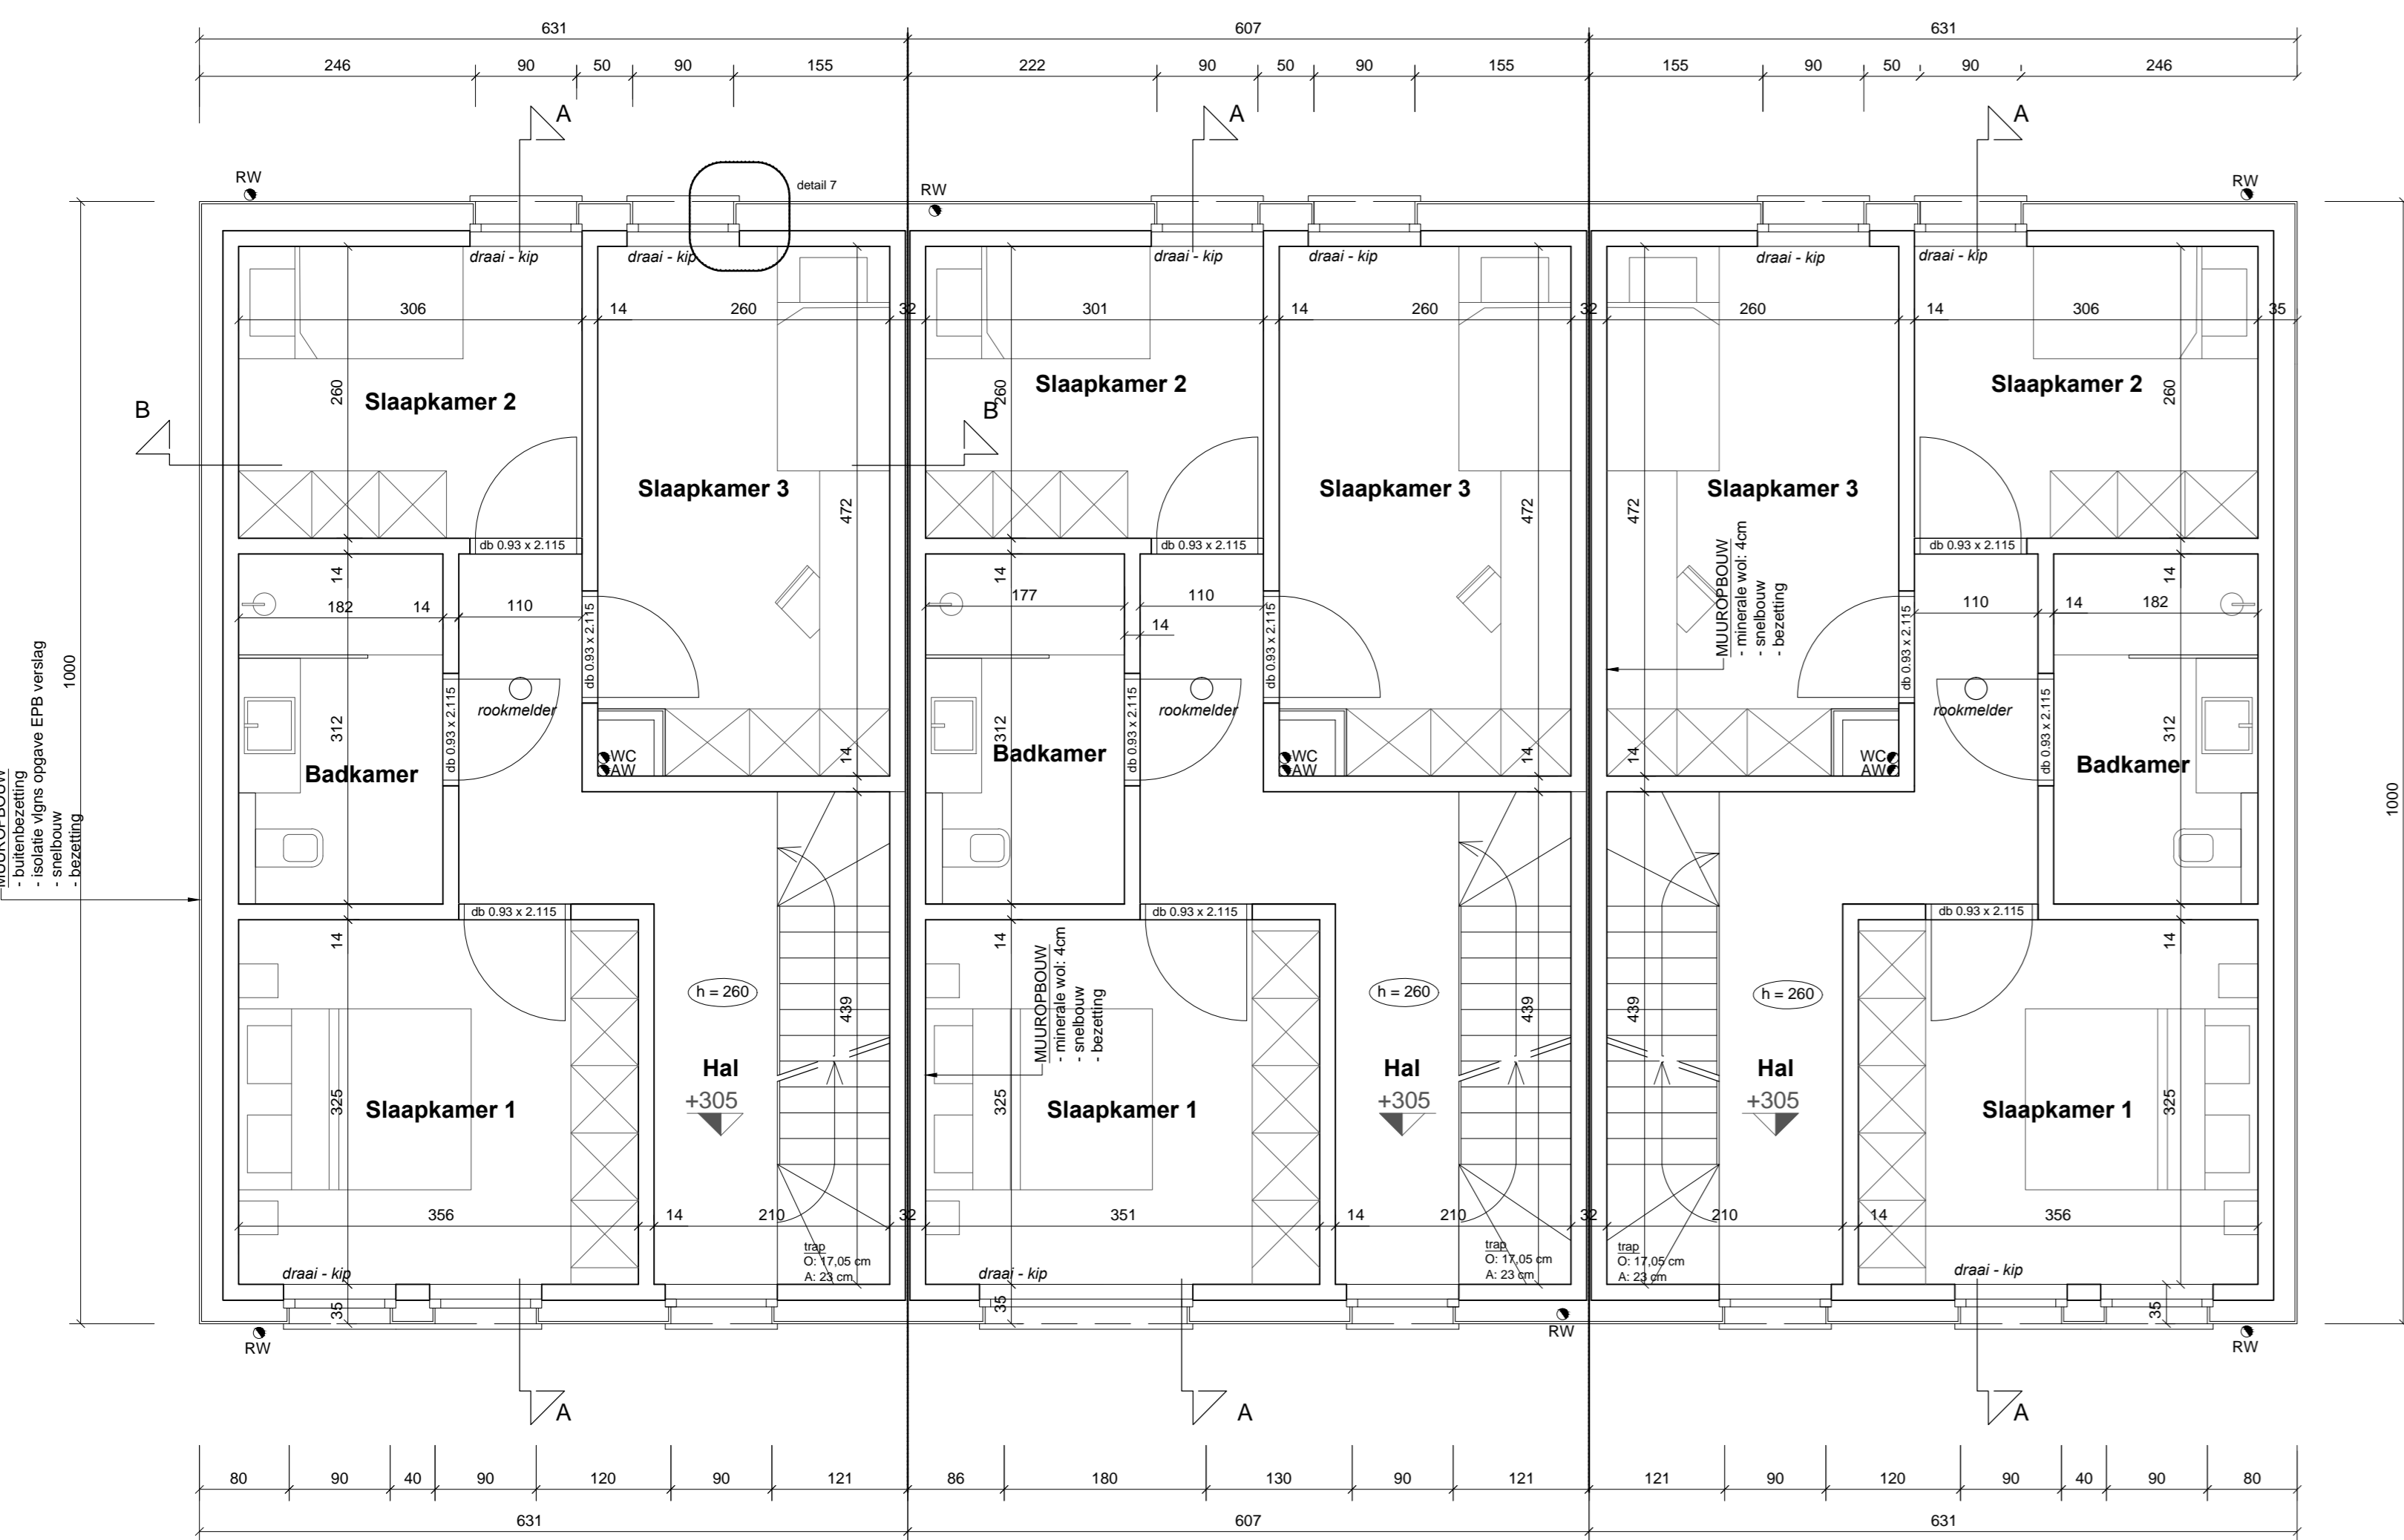 631 607 631
246 90 50 90 155 222 90 50 90 155 155 90 50 90 246
A A A
RW detail 7 RW RW
draai - kip draai - kip draai - kip draai - kip draai - kip draai - kip
306 14 260 32 301 14 260 32 260 14 306 35
260 260 260
Slaapkamer 2 Slaapkamer 2 Slaapkamer 2
B B
Slaapkamer 3 Slaapkamer 3 Slaapkamer 3
472 472 472
db 0.93 x 2.115 db 0.93 x 2.115 db 0.93 x 2.115
14 14 14
182 14 110 177 110 14 110 14 182
db 0.93 x 2.115 db 0.93 x 2.115 db 0.93 x 2.115
MUUROPBOUW
- minerale wol: 4cm
- snelbouw
- bezetting
1000
MUUROPBOUW
- buitenbezetting
- isolatie vlgns opgave EPB verslag
- snelbouw
- bezetting
rookmelder rookmelder rookmelder
db 0.93 x 2.115 db 0.93 x 2.115 db 0.93 x 2.115
312 312 312
Badkamer Badkamer Badkamer
WC WC WC
AW AW AW
14 14 14
1000
db 0.93 x 2.115 db 0.93 x 2.115 db 0.93 x 2.115
14 14 14
MUUROPBOUW
- minerale wol: 4cm
- snelbouw
- bezetting
h = 260 h = 260 h = 260
439 439 439
Hal Hal Hal
+305 +305 +305
Slaapkamer 1 Slaapkamer 1 Slaapkamer 1
325 325 325
356 14 210 32 351 14 210 32 210 14 356
trap
O: 17,05 cm
A: 23 cm
trap
O: 17,05 cm
A: 23 cm
trap
O: 17,05 cm
A: 23 cm
draai - kip draai - kip draai - kip
35 35 35
RW RW RW
A A A
80 90 40 90 120 90 121 86 180 130 90 121 121 90 120 90 40 90 80
631 607 631